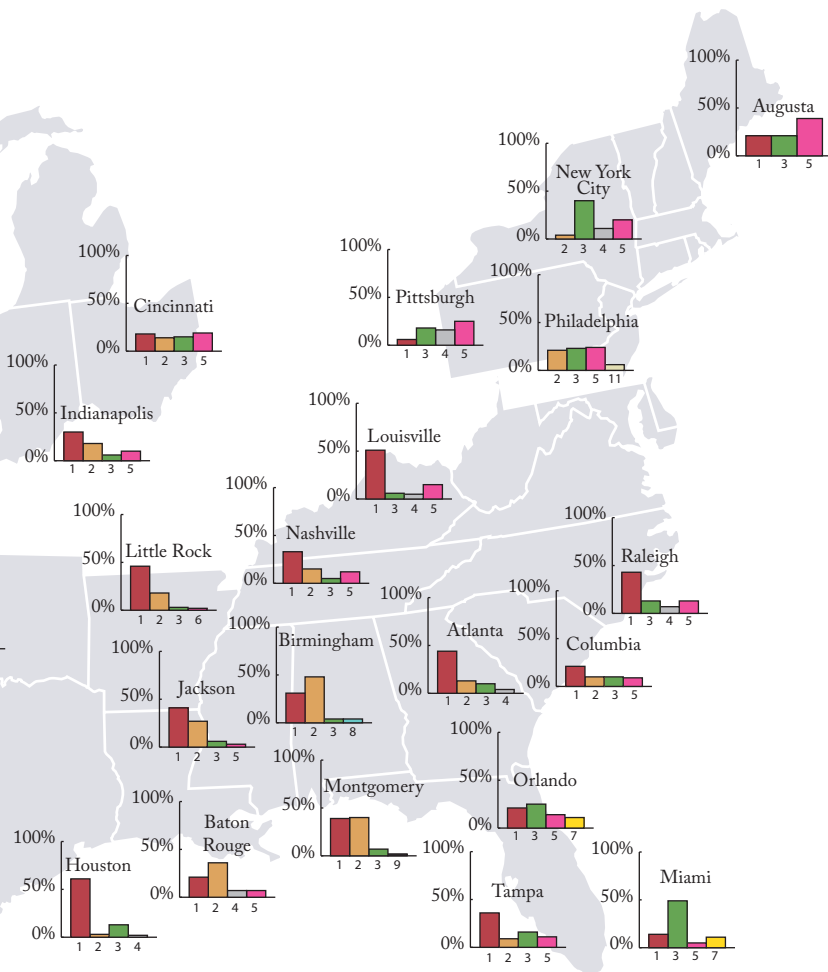 100%
50%
0%
Augusta
1 3 5
100%
50%
0%
New York
City
2 3 4 5
100%
50%
0%
Cincinnati
1 2 3 5
100%
50%
0%
Pittsburgh
1 3 4 5
100%
50%
0%
Philadelphia
2 3 5 11
100%
50%
0%
Indianapolis
1 2 3 5
100%
50%
0%
Louisville
1 3 4 5
100%
50%
0%
Nashville
1 2 3 5
100%
50%
0%
Little Rock
1 2 3 6
100%
50%
0%
Raleigh
1 3 4 5
100%
50%
0%
Birmingham
1 2 3 8
100%
50%
0%
Atlanta
1 2 3 4
100%
50%
0%
Columbia
1 2 3 5
100%
50%
0%
Jackson
1 2 3 5
100%
50%
0%
Orlando
1 3 5 7
100%
50%
0%
Montgomery
1 2 3 9
100%
50%
0%
Baton
Rouge
1 2 4 5
100%
50%
0%
Houston
1 2 3 4
100%
50%
0%
Tampa
1 2 3 5
100%
50%
0%
Miami
1 3 5 7